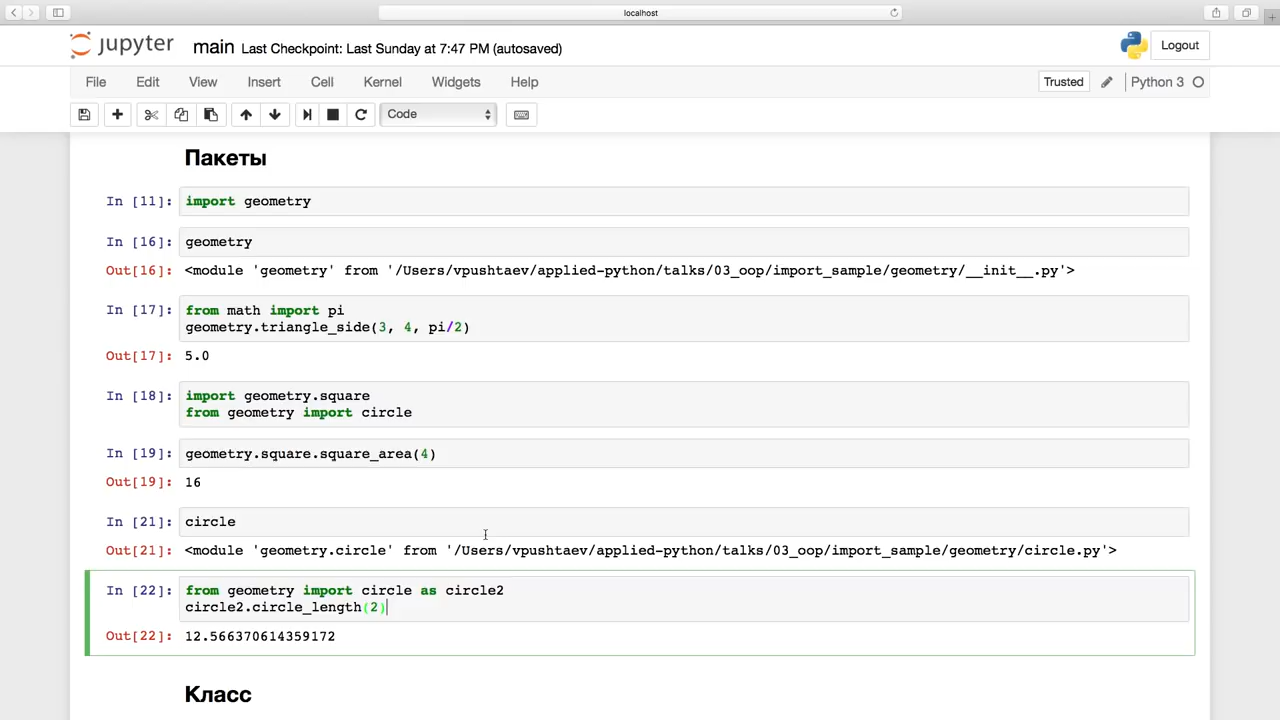 localhost
jupyter main Last Checkpoint: Last Sunday at 7:47 PM (autosaved) Logout
File Edit View Insert Cell Kernel Widgets Help Trusted Python 3
Code
Пакеты
In [11]: import geometry
In [16]: geometry
Out[16]: <module 'geometry' from '/Users/vpushtaev/applied-python/talks/03_oop/import_sample/geometry/__init__.py'>
In [17]: from math import pi
geometry.triangle_side(3, 4, pi/2)
Out[17]: 5.0
In [18]: import geometry.square
from geometry import circle
In [19]: geometry.square.square_area(4)
Out[19]: 16
In [21]: circle
Out[21]: <module 'geometry.circle' from '/Users/vpushtaev/applied-python/talks/03_oop/import_sample/geometry/circle.py'>
In [22]: from geometry import circle as circle2
circle2.circle_length(2)
Out[22]: 12.566370614359172
Класс